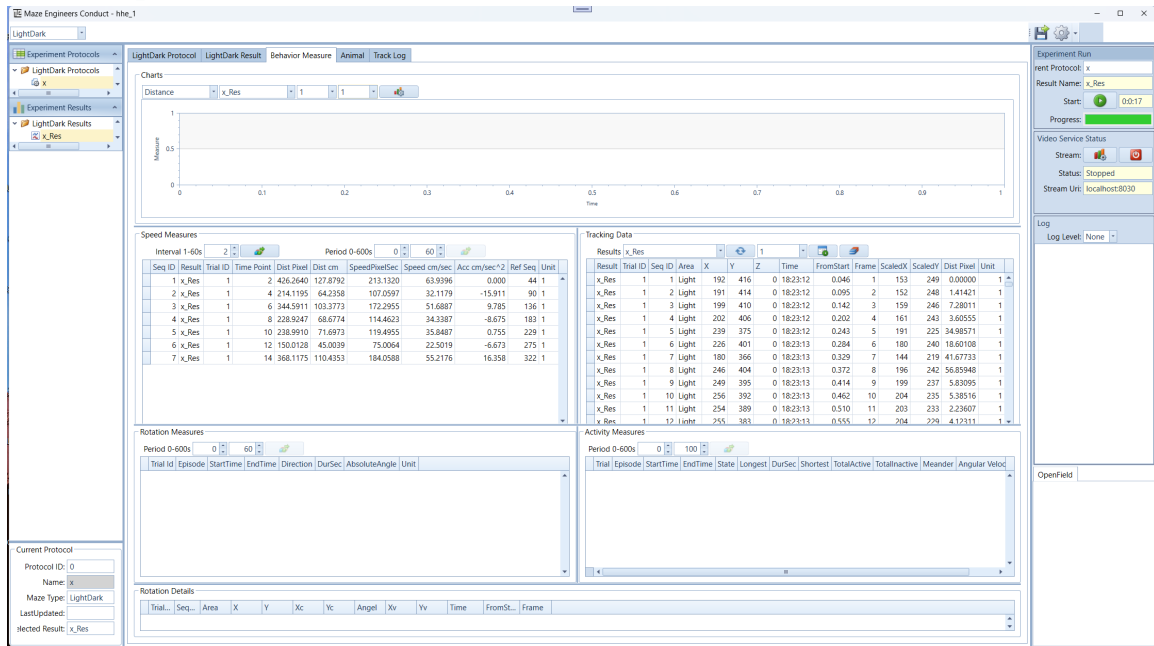 Maze Engineers Conduct - hhe_1
LightDark
Experiment Protocols
LightDark Protocols
x
Experiment Results
LightDark Results
x_Res
LightDark Protocol LightDark Result Behavior Measure Animal Track Log
Charts
Distance x_Res 1 1
1
0.5
0
Measure
0 0.1 0.2 0.3 0.4 0.5 0.6 0.7 0.8 0.9 1
Time
Speed Measures
Interval 1-60s 2 Period 0-600s 0 60
Seq ID Result Trial ID Time Point Dist Pixel Dist cm SpeedPixelSec Speed cm/sec Acc cm/sec^2 Ref Seq Unit
1 x_Res 1 2 426.2640 127.8792 213.1320 63.9396 0.000 44 1
2 x_Res 1 4 214.1195 64.2358 107.0597 32.1179 -15.911 90 1
3 x_Res 1 6 344.5911 103.3773 172.2955 51.6887 9.785 136 1
4 x_Res 1 8 228.9247 68.6774 114.4623 34.3387 -8.675 183 1
5 x_Res 1 10 238.9910 71.6973 119.4955 35.8487 0.755 229 1
6 x_Res 1 12 150.0128 45.0039 75.0064 22.5019 -6.673 275 1
7 x_Res 1 14 368.1175 110.4353 184.0588 55.2176 16.358 322 1
Tracking Data
Results x_Res 1
Result Trial ID Seq ID Area X Y Z Time FromStart Frame ScaledX ScaledY Dist Pixel Unit
x_Res 1 1 Light 192 416 0 18:23:12 0.046 1 153 249 0.00000 1
x_Res 1 2 Light 191 414 0 18:23:12 0.095 2 152 248 1.41421 1
x_Res 1 3 Light 199 410 0 18:23:12 0.142 3 159 246 7.28011 1
x_Res 1 4 Light 202 406 0 18:23:12 0.202 4 161 243 3.60555 1
x_Res 1 5 Light 239 375 0 18:23:12 0.243 5 191 225 34.98571 1
x_Res 1 6 Light 226 401 0 18:23:13 0.284 6 180 240 18.60108 1
x_Res 1 7 Light 180 366 0 18:23:13 0.329 7 144 219 41.67733 1
x_Res 1 8 Light 246 404 0 18:23:13 0.372 8 196 242 56.85948 1
x_Res 1 9 Light 249 395 0 18:23:13 0.414 9 199 237 5.83095 1
x_Res 1 10 Light 256 392 0 18:23:13 0.462 10 204 235 5.38516 1
x_Res 1 11 Light 254 389 0 18:23:13 0.510 11 203 233 2.23607 1
x_Res 1 12 Light 255 383 0 18:23:13 0.555 12 204 229 4.12311 1
Rotation Measures
Period 0-600s 0 60
Trial Id Episode StartTime EndTime Direction DurSec AbsoluteAngle Unit
Activity Measures
Period 0-600s 0 100
Trial Episode StartTime EndTime State Longest DurSec Shortest TotalActive TotalInactive Meander Angular Veloc
Rotation Details
Trial... Seq... Area X Y Xc Yc Angel Xv Yv Time FromSt... Frame
Current Protocol
Protocol ID: 0
Name: x
Maze Type: LightDark
LastUpdated:
elected Result: x_Res
Experiment Run
rent Protocol: x
Result Name: x_Res
Start: 0:0:17
Progress:
Video Service Status
Stream:
Status: Stopped
Stream Uri: localhost:8030
Log
Log Level: None
OpenField